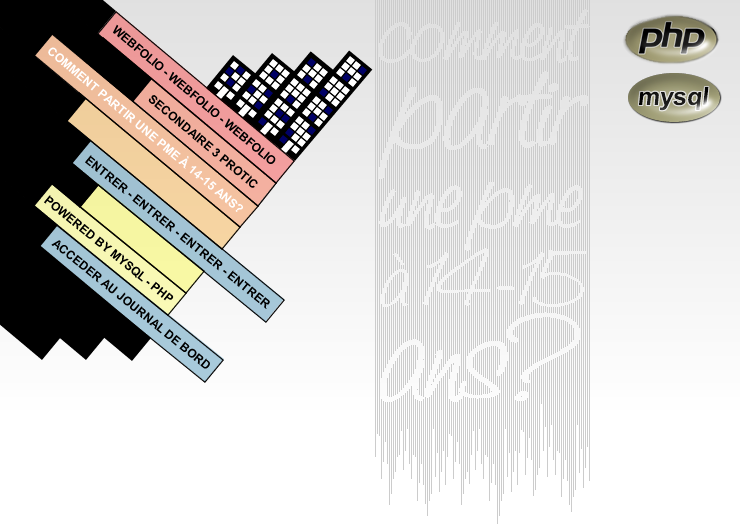 WEBFOLIO - WEBFOLIO - WEBFOLIO
SECONDAIRE 3 PROTIC
COMMENT PARTIR UNE PME À 14-15 ANS?
ENTRER - ENTRER - ENTRER - ENTRER
POWERED BY MYSQL - PHP
ACCEDER AU JOURNAL DE BORD
comment
partir
une pme
à 14-15
ans?
php
mysql